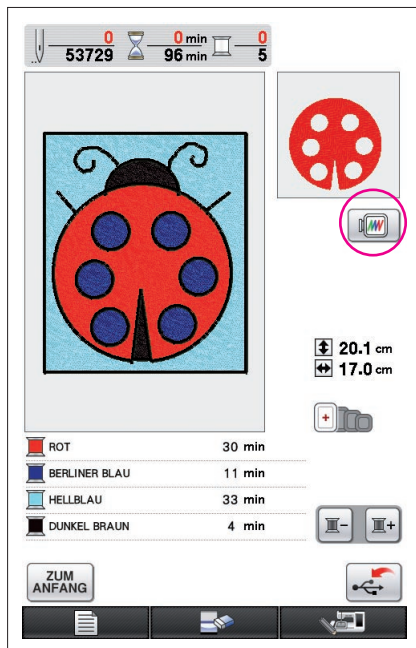 0 0 min 0
53729 96 min 5
20.1 cm
17.0 cm
ROT 30 min
BERLINER BLAU 11 min
HELLBLAU 33 min
DUNKEL BRAUN 4 min
ZUM
ANFANG